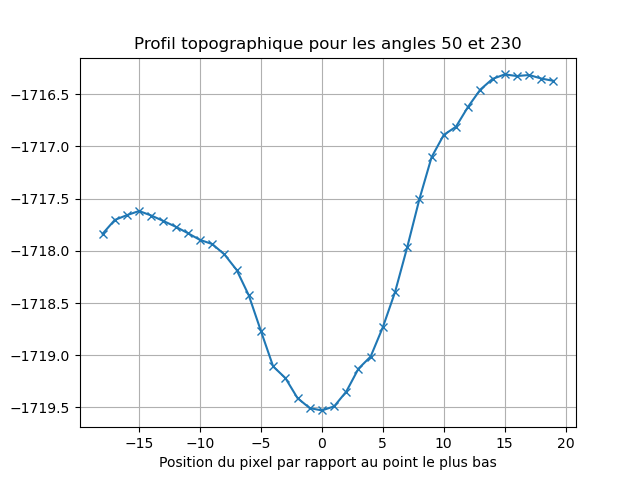 Profil topographique pour les angles 50 et 230
−1716.5
−1717.0
−1717.5
−1718.0
−1718.5
−1719.0
−1719.5
−15 −10 −5 0 5 10 15 20
Position du pixel par rapport au point le plus bas